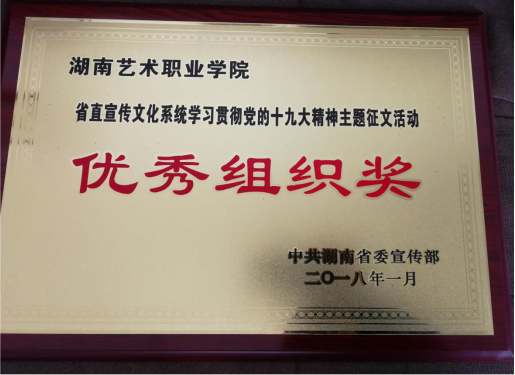 湖南艺术职业学院
省直宣传文化系统学习贯彻党的十九大精神主题征文活动
优秀组织奖
中共湖南省委宣传部
二〇一八年一月